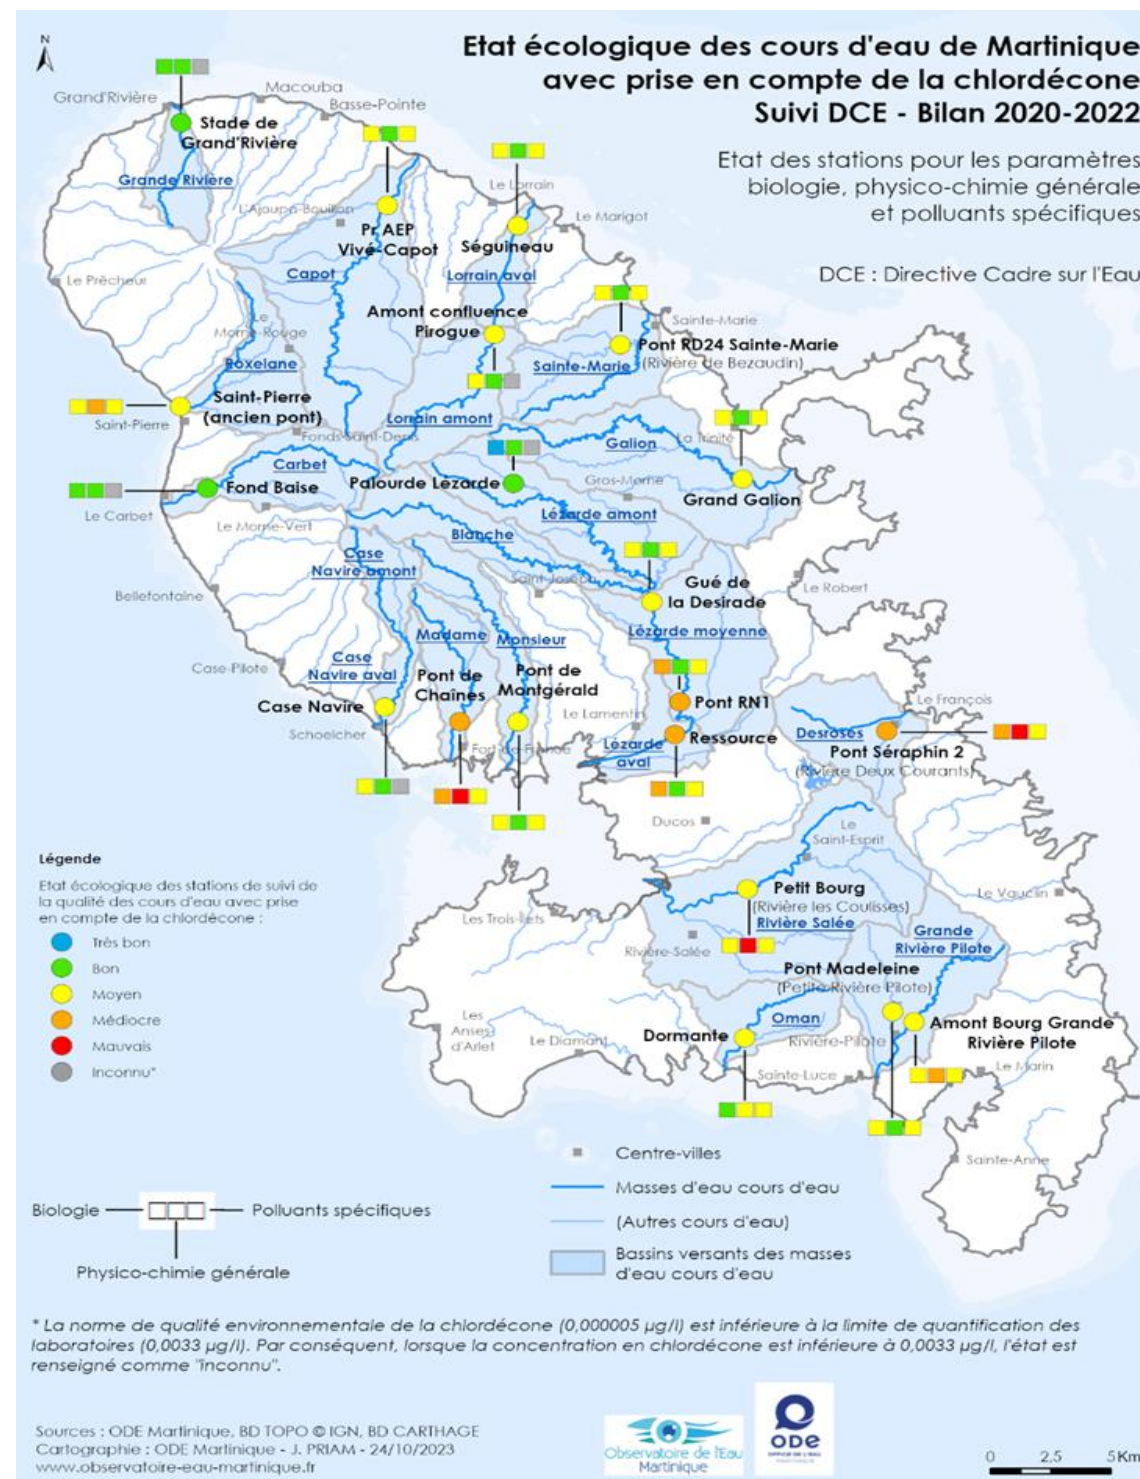 Etat écologique des cours d'eau de Martinique
avec prise en compte de la chlordécone
Suivi DCE - Bilan 2020-2022
Etat des stations pour les paramètres
biologie, physico-chimie générale
et polluants spécifiques
DCE : Directive Cadre sur l'Eau
N
Grand'Rivière
Macouba
Basse-Pointe
Stade de
Grand'Rivière
Grande Rivière
L'Ajoupa-Bouillon
Pr AEP
Vivé-Capot
Capot
Le Lorrain
Le Marigot
Séguineau
Lorrain aval
Le Prêcheur
Le
Morne-Rouge
Amont confluence
Pirogue
Sainte-Marie
Pont RD24 Sainte-Marie
(Rivière de Bezaudin)
Sainte-Marie
Roxelane
Saint-Pierre
(ancien pont)
Saint-Pierre
Lorrain amont
Fonds-Saint-Denis
Galion
La Trinité
Carbet
Fond Baise
Palourde Lézarde
Gros-Morne
Grand Galion
Le Carbet
Le Morne-Vert
Lézarde amont
Blanche
Case
Navire amont
Saint-Joseph
Gué de
la Desirade
Le Robert
Bellefontaine
Lézarde moyenne
Madame
Monsieur
Case-Pilote
Case
Navire aval
Pont de
Chaînes
Pont de
Montgérald
Case Navire
Pont RN1
Le Lamentin
Le François
Schoelcher
Fort-de-France
Lézarde
aval
Ressource
Desroses
Pont Séraphin 2
(Rivière Deux Courants)
Ducos
Le
Saint-Esprit
Petit Bourg
(Rivière les Coulisses)
Rivière Salée
Le Vauclin
Les Trois-Ilets
Rivière-Salée
Grande
Rivière Pilote
Pont Madeleine
(Petite Rivière Pilote)
Les
Anses
d'Arlet
Le Diamant
Dormante
Oman
Rivière-Pilote
Amont Bourg Grande
Rivière Pilote
Sainte-Luce
Le Marin
Sainte-Anne
Légende
Etat écologique des stations de suivi de
la qualité des cours d'eau avec prise
en compte de la chlordécone :
Très bon
Bon
Moyen
Médiocre
Mauvais
Inconnu*
Centre-villes
Masses d'eau cours d'eau
(Autres cours d'eau)
Bassins versants des masses
d'eau cours d'eau
Biologie
Polluants spécifiques
Physico-chimie générale
* La norme de qualité environnementale de la chlordécone (0,000005 µg/l) est inférieure à la limite de quantification des
laboratoires (0,0033 µg/l). Par conséquent, lorsque la concentration en chlordécone est inférieure à 0,0033 µg/l, l'état est
renseigné comme "inconnu".
Sources : ODE Martinique, BD TOPO © IGN, BD CARTHAGE
Cartographie : ODE Martinique - J. PRIAM - 24/10/2023
www.observatoire-eau-martinique.fr
Observatoire de l'Eau
Martinique
ODE
OFFICE DE L'EAU
MARTINIQUE
0 2,5 5 Km